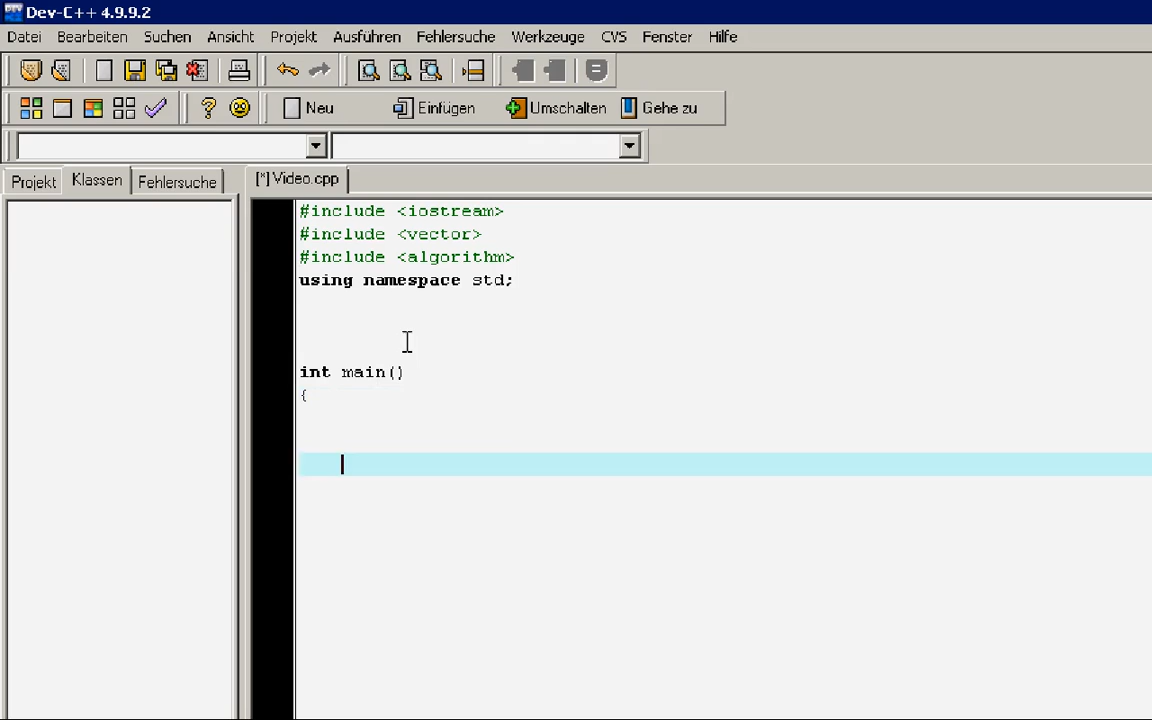 Dev-C++ 4.9.9.2
Datei Bearbeiten Suchen Ansicht Projekt Ausführen Fehlersuche Werkzeuge CVS Fenster Hilfe
Neu Einfügen Umschalten Gehe zu
Projekt Klassen Fehlersuche [*] Video.cpp
#include <iostream>
#include <vector>
#include <algorithm>
using namespace std;
int main()
{